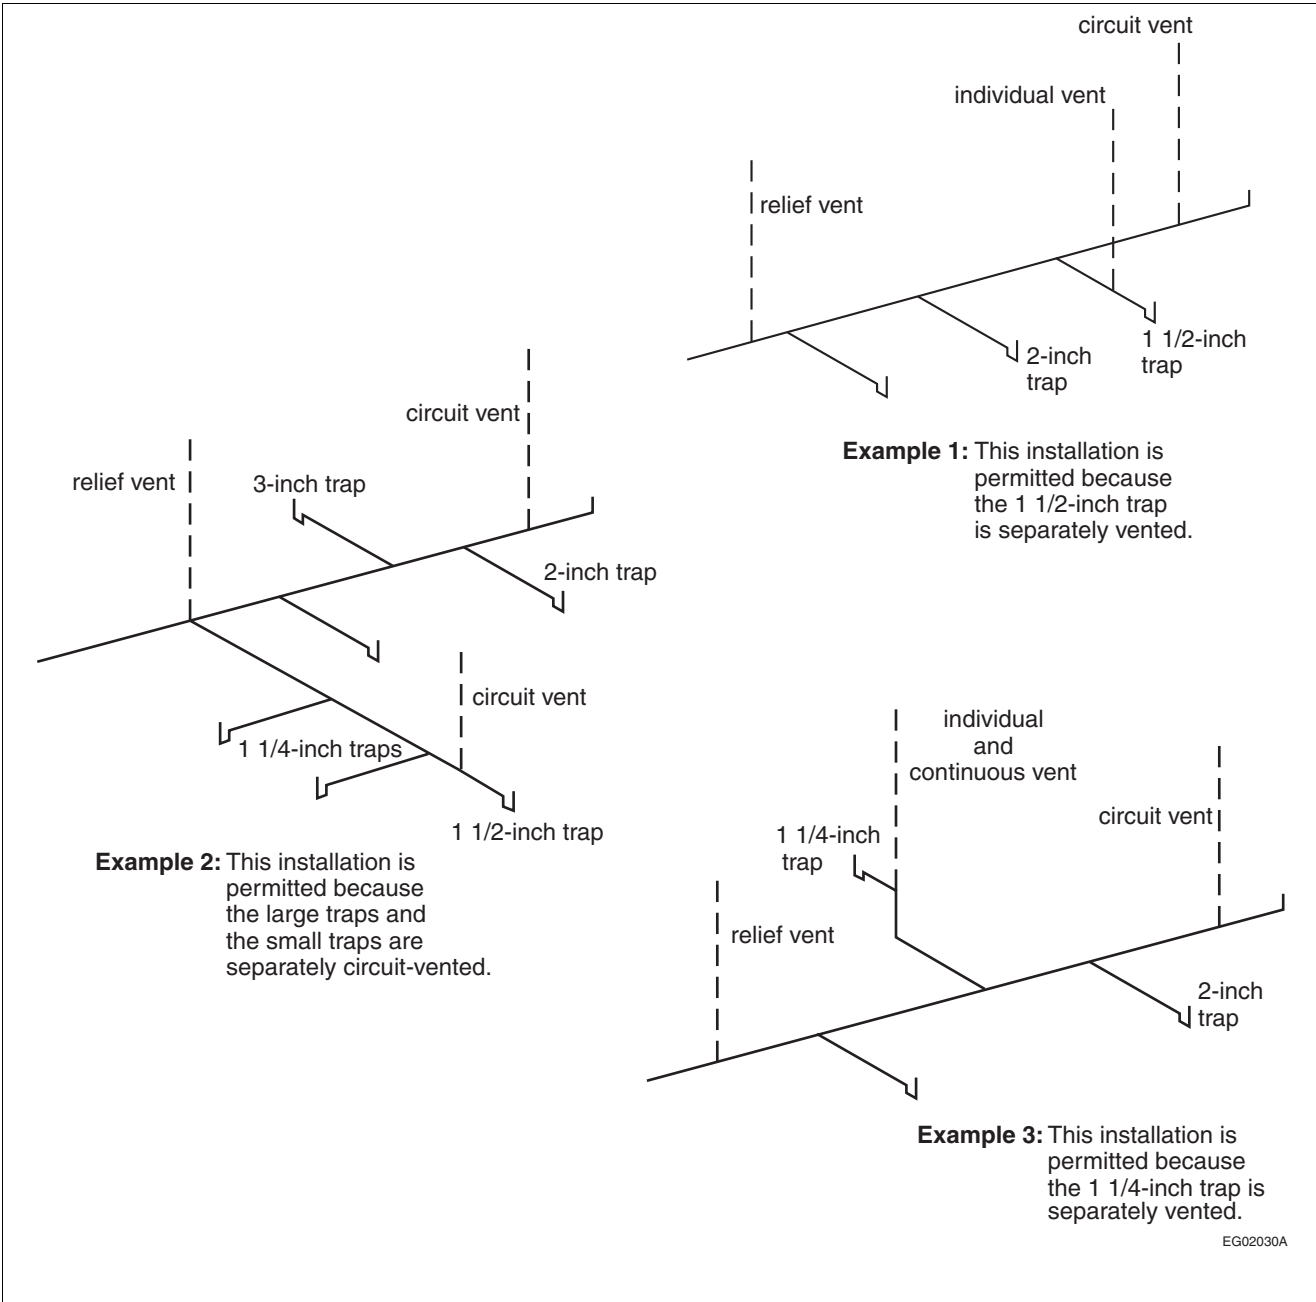 circuit vent
individual vent
relief vent
2-inch
trap
1 1/2-inch
trap
Example 1: This installation is
permitted because
the 1 1/2-inch trap
is separately vented.
circuit vent
relief vent
3-inch trap
2-inch trap
circuit vent
1 1/4-inch traps
1 1/2-inch trap
Example 2: This installation is
permitted because
the large traps and
the small traps are
separately circuit-vented.
individual
and
continuous vent
circuit vent
1 1/4-inch
trap
relief vent
2-inch
trap
Example 3: This installation is
permitted because
the 1 1/4-inch trap is
separately vented.
EG02030A